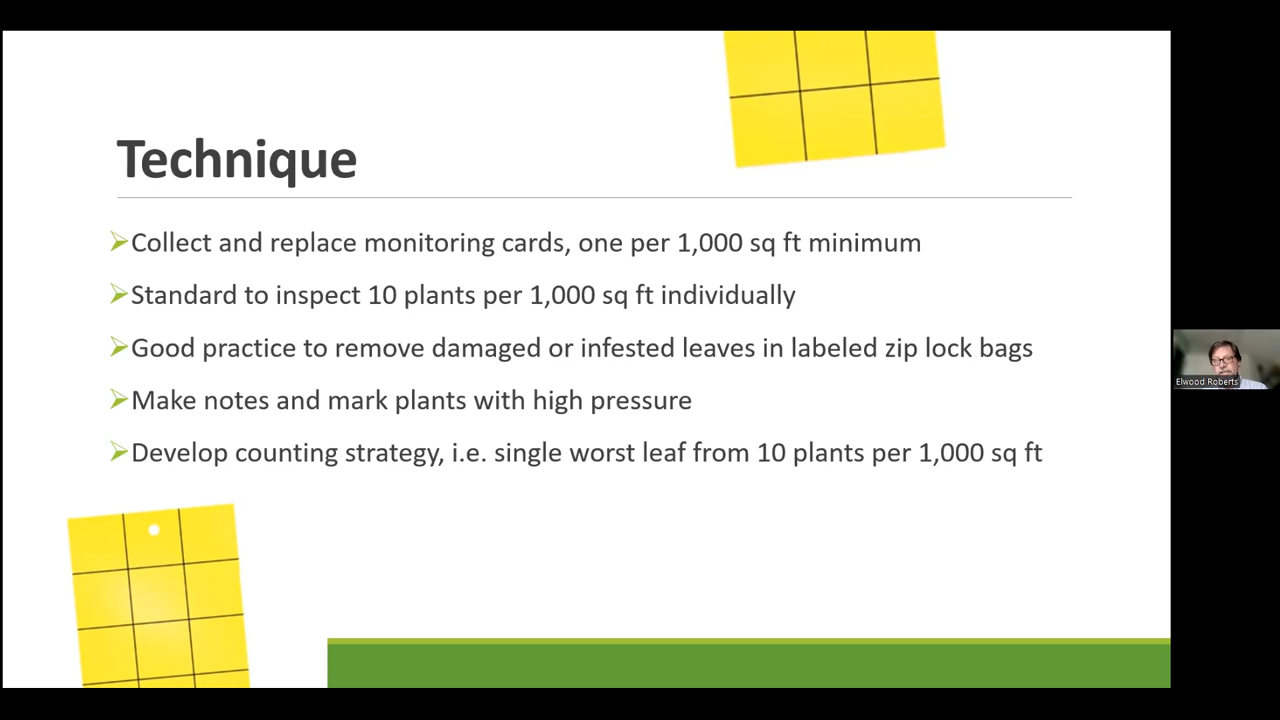 Technique
Collect and replace monitoring cards, one per 1,000 sq ft minimum
Standard to inspect 10 plants per 1,000 sq ft individually
Good practice to remove damaged or infested leaves in labeled zip lock bags
Make notes and mark plants with high pressure
Develop counting strategy, i.e. single worst leaf from 10 plants per 1,000 sq ft
Elwood Roberts